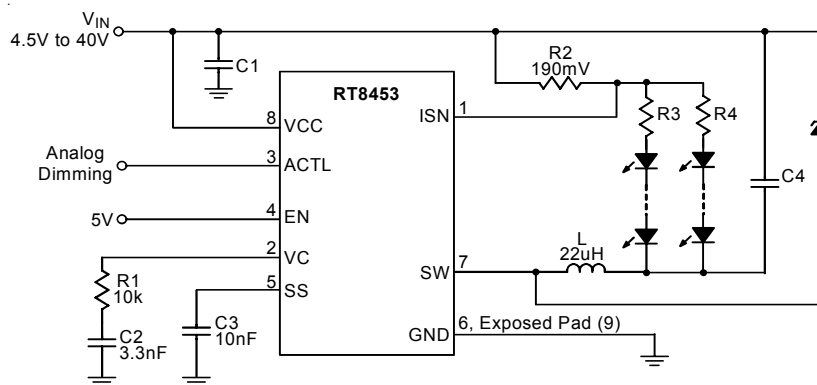 VIN
4.5V to 40V
C1
R2
190mV
RT8453
ISN
1
R3
R4
8
VCC
Analog
Dimming
3
ACTL
C4
5V
4
EN
2
VC
L
22uH
7
SW
R1
10k
5
SS
C3
10nF
6, Exposed Pad (9)
GND
C2
3.3nF